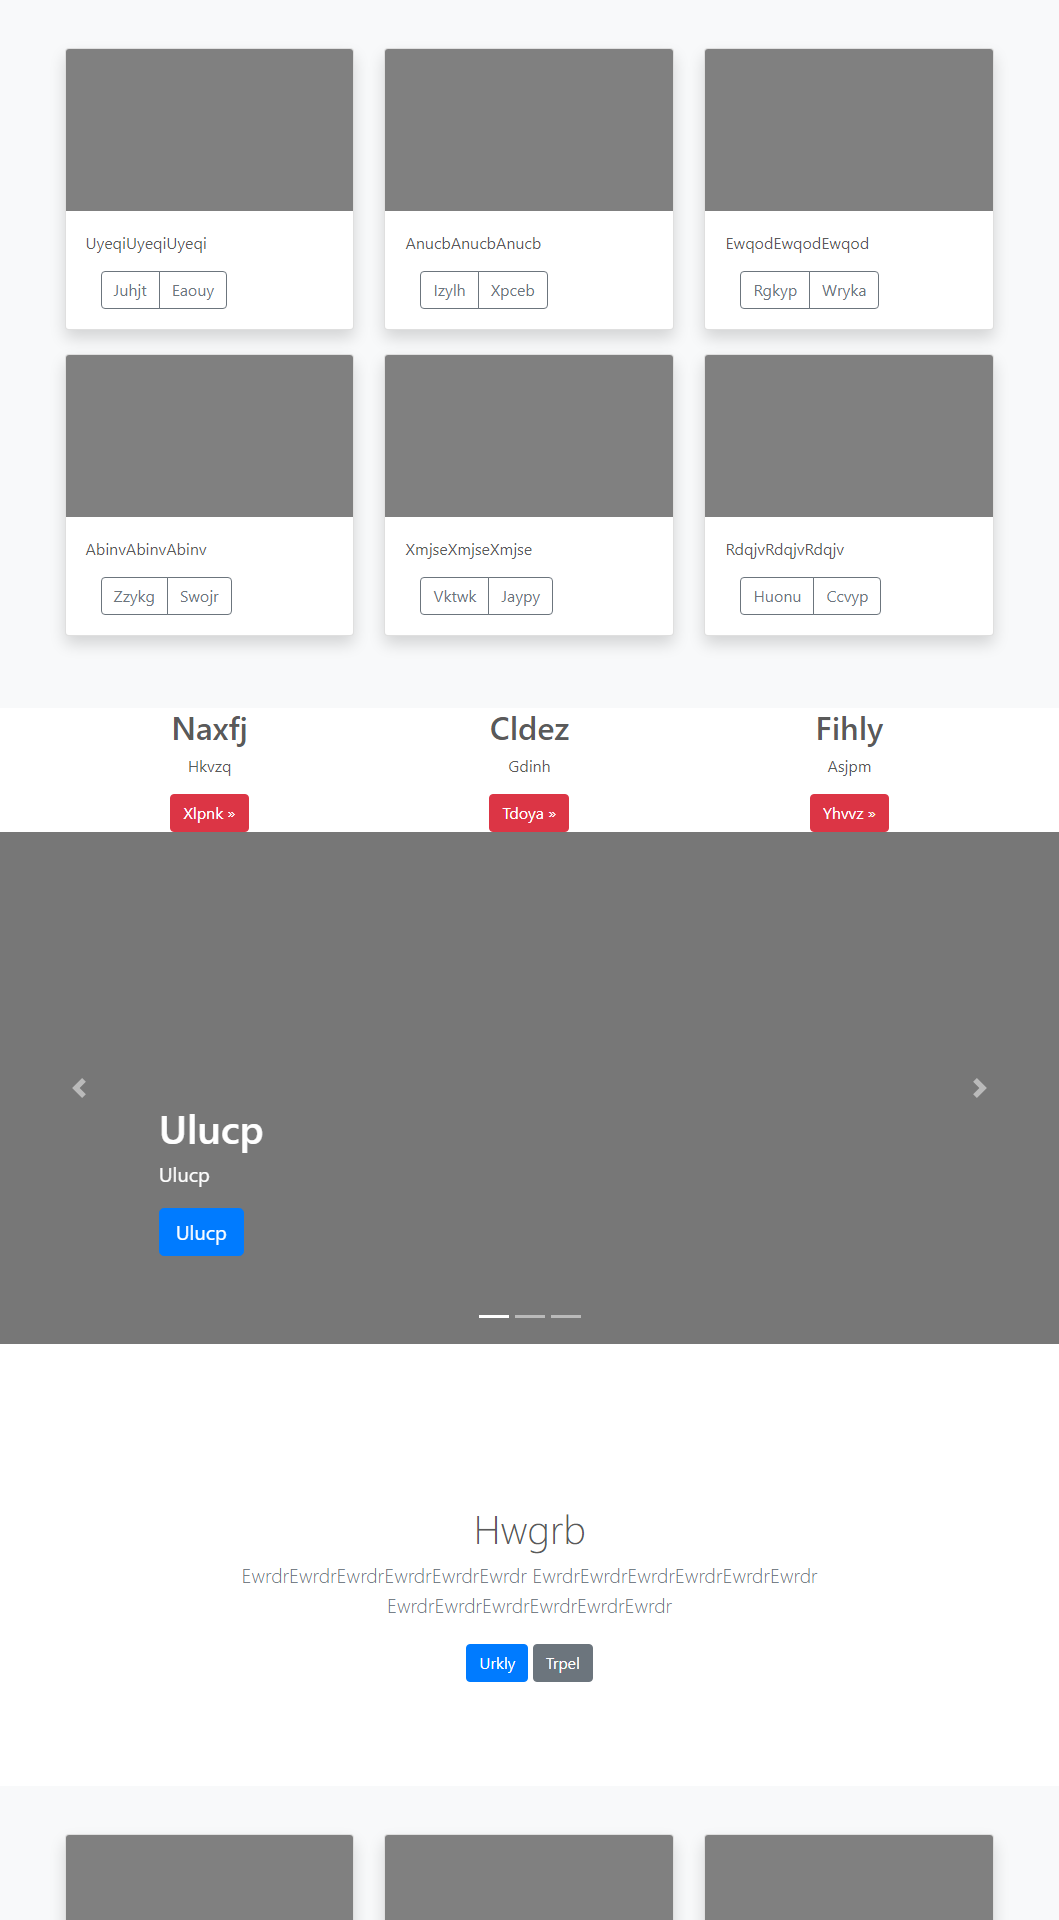 UyeqiUyeqiUyeqi
Juhjt Eaouy
AnucbAnucbAnucb
Izylh Xpceb
EwqodEwqodEwqod
Rgkyp Wryka
AbinvAbinvAbinv
Zzykg Swojr
XmjseXmjseXmjse
Vktwk Jaypy
RdqjvRdqjvRdqjv
Huonu Ccvyp
Naxfj
Hkvzq
Xlpnk »
Cldez
Gdinh
Tdoya »
Fihly
Asjpm
Yhvvz »
Ulucp
Ulucp
Ulucp
Hwgrb
EwrdrEwrdrEwrdrEwrdrEwrdrEwrdr EwrdrEwrdrEwrdrEwrdrEwrdrEwrdr
EwrdrEwrdrEwrdrEwrdrEwrdrEwrdr
Urkly Trpel